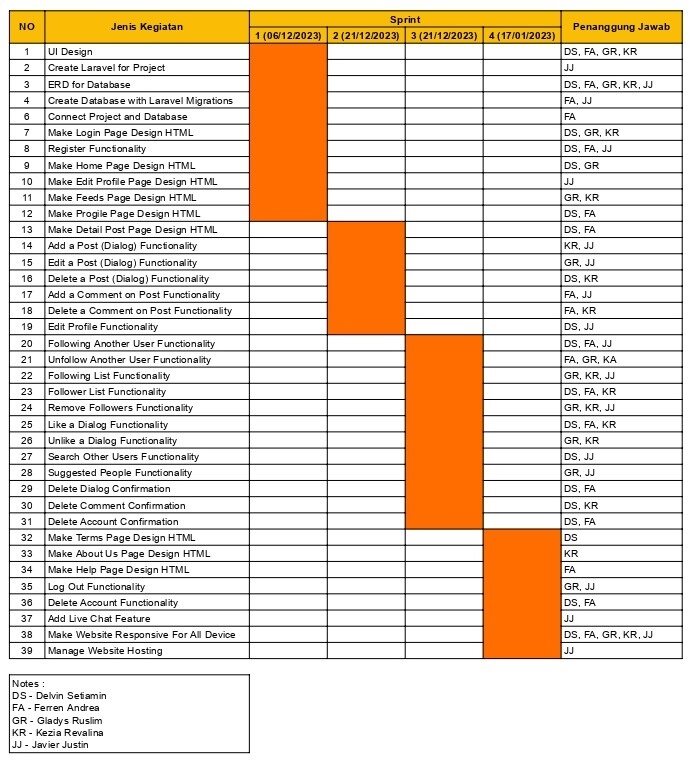 NO Jenis Kegiatan Sprint Penanggung Jawab
1 (06/12/2023) 2 (21/12/2023) 3 (21/12/2023) 4 (17/01/2023)
1 UI Design DS, FA, GR, KR
2 Create Laravel for Project JJ
3 ERD for Database DS, FA, GR, KR, JJ
4 Create Database with Laravel Migrations FA, JJ
6 Connect Project and Database FA
7 Make Login Page Design HTML DS, GR, KR
8 Register Functionality DS, FA, JJ
9 Make Home Page Design HTML DS, GR
10 Make Edit Profile Page Design HTML JJ
11 Make Feeds Page Design HTML GR, KR
12 Make Progile Page Design HTML DS, FA
13 Make Detail Post Page Design HTML DS, FA
14 Add a Post (Dialog) Functionality KR, JJ
15 Edit a Post (Dialog) Functionality GR, JJ
16 Delete a Post (Dialog) Functionality DS, KR
17 Add a Comment on Post Functionality FA, JJ
18 Delete a Comment on Post Functionality FA, KR
19 Edit Profile Functionality DS, JJ
20 Following Another User Functionality DS, FA, JJ
21 Unfollow Another User Functionality FA, GR, KA
22 Following List Functionality GR, KR, JJ
23 Follower List Functionality DS, FA, KR
24 Remove Followers Functionality GR, KR, JJ
25 Like a Dialog Functionality DS, FA, KR
26 Unlike a Dialog Functionality GR, KR
27 Search Other Users Functionality DS, JJ
28 Suggested People Functionality GR, JJ
29 Delete Dialog Confirmation DS, FA
30 Delete Comment Confirmation DS, KR
31 Delete Account Confirmation DS, FA
32 Make Terms Page Design HTML DS
33 Make About Us Page Design HTML KR
34 Make Help Page Design HTML FA
35 Log Out Functionality GR, JJ
36 Delete Account Functionality DS, FA
37 Add Live Chat Feature JJ
38 Make Website Responsive For All Device DS, FA, GR, KR, JJ
39 Manage Website Hosting JJ
Notes :
DS - Delvin Setiamin
FA - Ferren Andrea
GR - Gladys Ruslim
KR - Kezia Revalina
JJ - Javier Justin